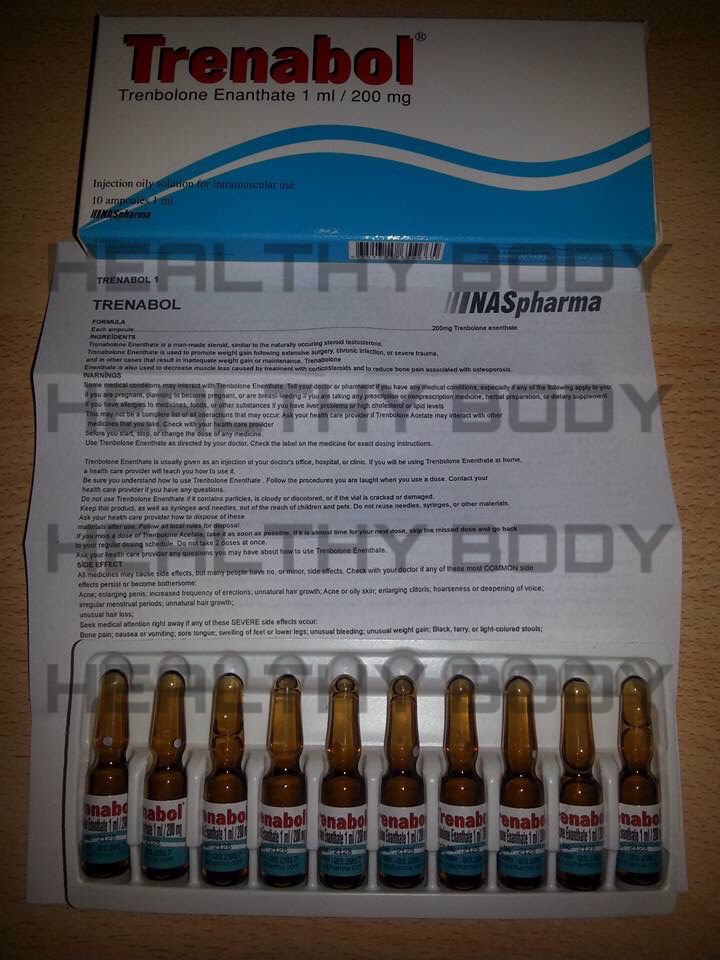 Trenabol®
Trenbolone Enanthate 1 ml / 200 mg
Injection oily solution for intramuscular use
10 ampoules 1 ml
NASpharma
HEALTHY BODY
TRENABOL 1
TRENABOL
NASpharma
FORMULA
Each ampoule 200mg Trenbolone enenthate
INGREIDENTS
Trenbolone Enenthate is a man-made steroid, similar to the naturally occuring steroid testosterone.
Trenabolone Enenthate is used to promote weight gain following extensive surgery, chronic infection, or severe trauma,
and in other cases that result in inadequate weight gain or maintenance. Trenabolone
Enenthate is also used to decrease muscle loss caused by treatment with corticosteroids and to reduce bone pain associated with osteoporosis.
WARNINGS
Some medical conditions may interact with Trenbolone Enenthate Tell your doctor or pharmacist if you have any medical conditions, especially if any of the following apply to you
if you are pregnant, planning to become pregnant, or are breast-feeding if you are taking any prescription or nonprescription medicine, herbal preparation, or dietary supplement
HEALTHY BODY
if you have allergies to medicines, foods, or other substances if you have liver problems or high cholesterol or lipid levels
This may not be a complete list of all interactions that may occur. Ask your health care provider if Trenbolone Acetate may interact with other
medicines that you take. Check with your health care provider
before you start, stop, or change the dose of any medicine.
Use Trenbolone Enenthate as directed by your doctor. Check the label on the medicine for exact dosing instructions.
Trenbolone Enenthate is usually given as an injection at your doctor's office, hospital, or clinic. If you will be using Trenbolone Enenthate at home,
a health care provider will teach you how to use it.
Be sure you understand how to use Trenbolone Enenthate . Follow the procedures you are taught when you use a dose. Contact your
health care provider if you have any questions.
Do not use Trenbolone Enenthate if it contains particles, is cloudy or discolored, or if the vial is cracked or damaged.
Keep this product, as well as syringes and needles, out of the reach of children and pets. Do not reuse needles, syringes, or other materials.
Ask your health care provider how to dispose of these
materials after use. Follow all local rules for disposal.
HEALTHY BODY
If you miss a dose of Trenbolone Acetate, take it as soon as possible. If it is almost time for your next dose, skip the missed dose and go back
to your regular dosing schedule. Do not take 2 doses at once.
Ask your health care provider any questions you may have about how to use Trenbolone Enenthate.
SIDE EFFECT
All medicines may cause side effects, but many people have no, or minor, side effects. Check with your doctor if any of these most COMMON side
effects persist or become bothersome:
Acne; enlarging penis; increased frequency of erections; unnatural hair growth; Acne or oily skin; enlarging clitoris; hoarseness or deepening of voice;
irregular menstrual periods; unnatural hair growth;
unusual hair loss;
Seek medical attention right away if any of these SEVERE side effects occur:
Bone pain; nausea or vomiting; sore tongue; swelling of feet or lower legs; unusual bleeding; unusual weight gain; Black, tarry, or light-colored stools;
HEALTHY BODY